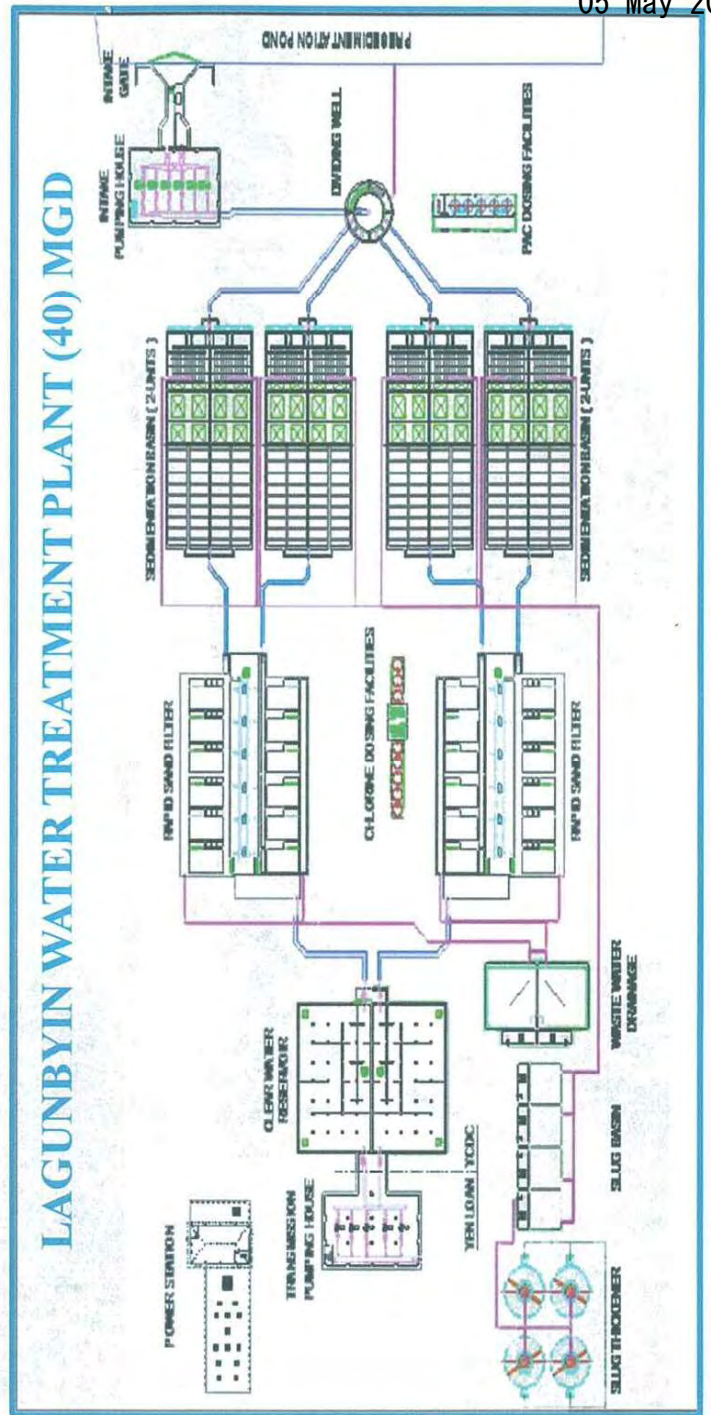 05 May 20
LAGUNBYIN WATER TREATMENT PLANT (40) MGD
PRESEDIMENTATION POND
INTAKE
GATE
INTAKE
PUMPING HOUSE
DIVIDING WELL
PAC DOSING FACILITIES
SEDIMENTATION BASIN ( 2-UNITS )
SEDIMENTATION BASIN ( 2-UNITS )
RAPID SAND FILTER
CHLORINE DOSING FACILITIES
RAPID SAND FILTER
CLEAR WATER
RESERVOIR
WASTE WATER
DRAINAGE
TRANSMISSION
PUMPING HOUSE
YEN LOAN
YCDC
SLUG BASIN
POWER STATION
SLUG THICKENER